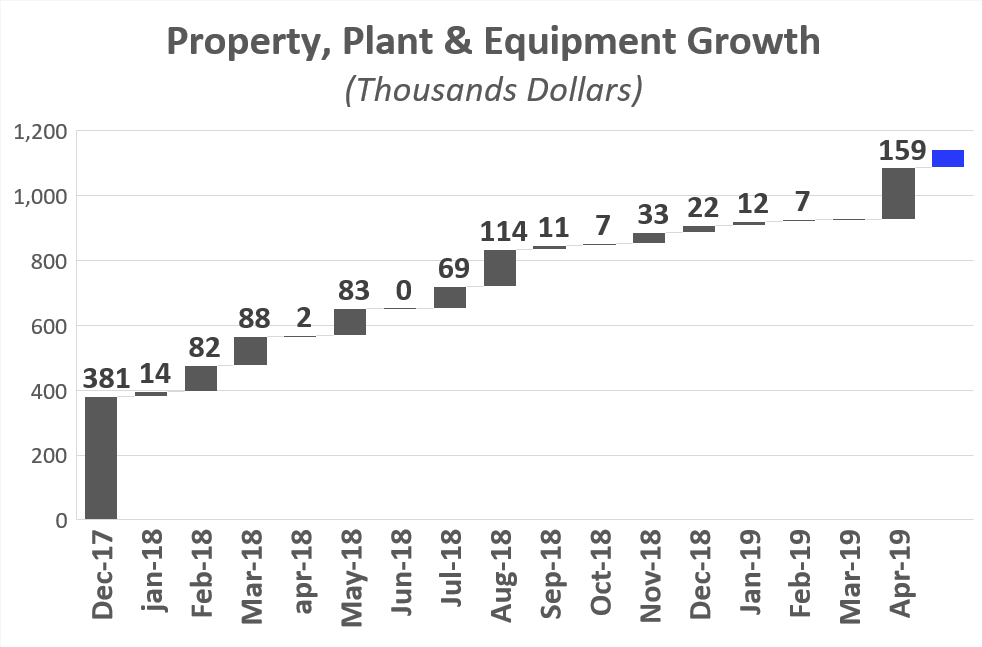 Property, Plant & Equipment Growth
(Thousands Dollars)
1,200
1,000
800
600
400
200
0
381
14
82
88
2
83
0
69
114
11
7
33
22
12
7
159
Dec-17
jan-18
Feb-18
Mar-18
apr-18
May-18
Jun-18
Jul-18
Aug-18
Sep-18
Oct-18
Nov-18
Dec-18
Jan-19
Feb-19
Mar-19
Apr-19